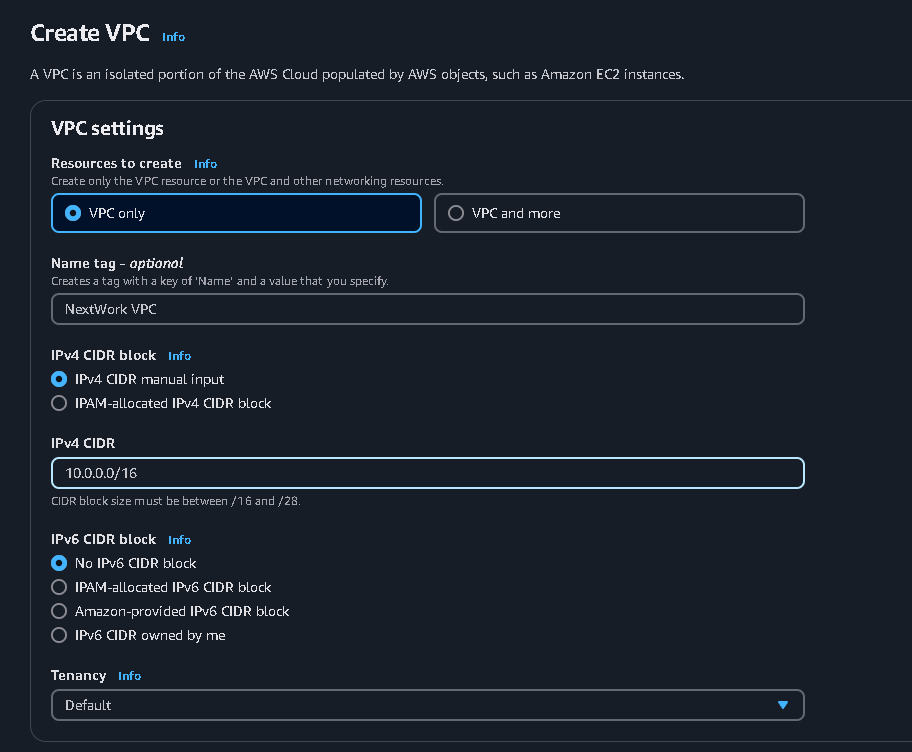 Create VPC Info
A VPC is an isolated portion of the AWS Cloud populated by AWS objects, such as Amazon EC2 instances.
VPC settings
Resources to create Info
Create only the VPC resource or the VPC and other networking resources.
VPC only
VPC and more
Name tag - optional
Creates a tag with a key of 'Name' and a value that you specify.
NextWork VPC
IPv4 CIDR block Info
IPv4 CIDR manual input
IPAM-allocated IPv4 CIDR block
IPv4 CIDR
10.0.0.0/16
CIDR block size must be between /16 and /28.
IPv6 CIDR block Info
No IPv6 CIDR block
IPAM-allocated IPv6 CIDR block
Amazon-provided IPv6 CIDR block
IPv6 CIDR owned by me
Tenancy Info
Default